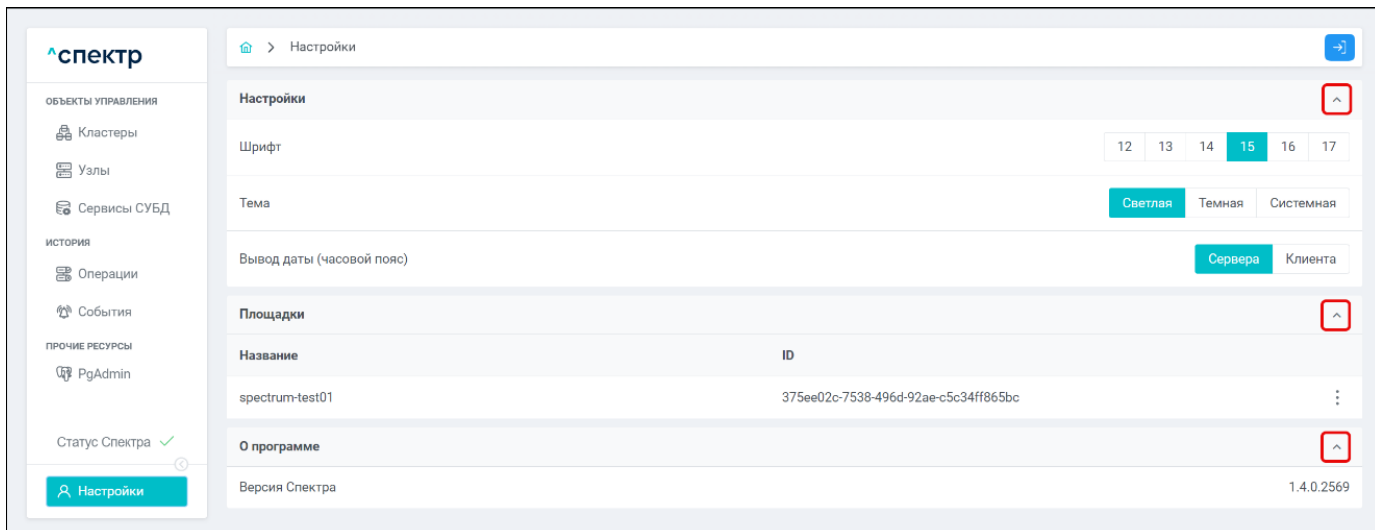 ^спектр
ОБЪЕКТЫ УПРАВЛЕНИЯ
Кластеры
Узлы
Сервисы СУБД
ИСТОРИЯ
Операции
События
ПРОЧИЕ РЕСУРСЫ
PgAdmin
Статус Спектра
Настройки
> Настройки
Настройки
Шрифт 12 13 14 15 16 17
Тема Светлая Темная Системная
Вывод даты (часовой пояс) Сервера Клиента
Площадки
Название ID
spectrum-test01 375ee02c-7538-496d-92ae-c5c34ff865bc
О программе
Версия Спектра 1.4.0.2569